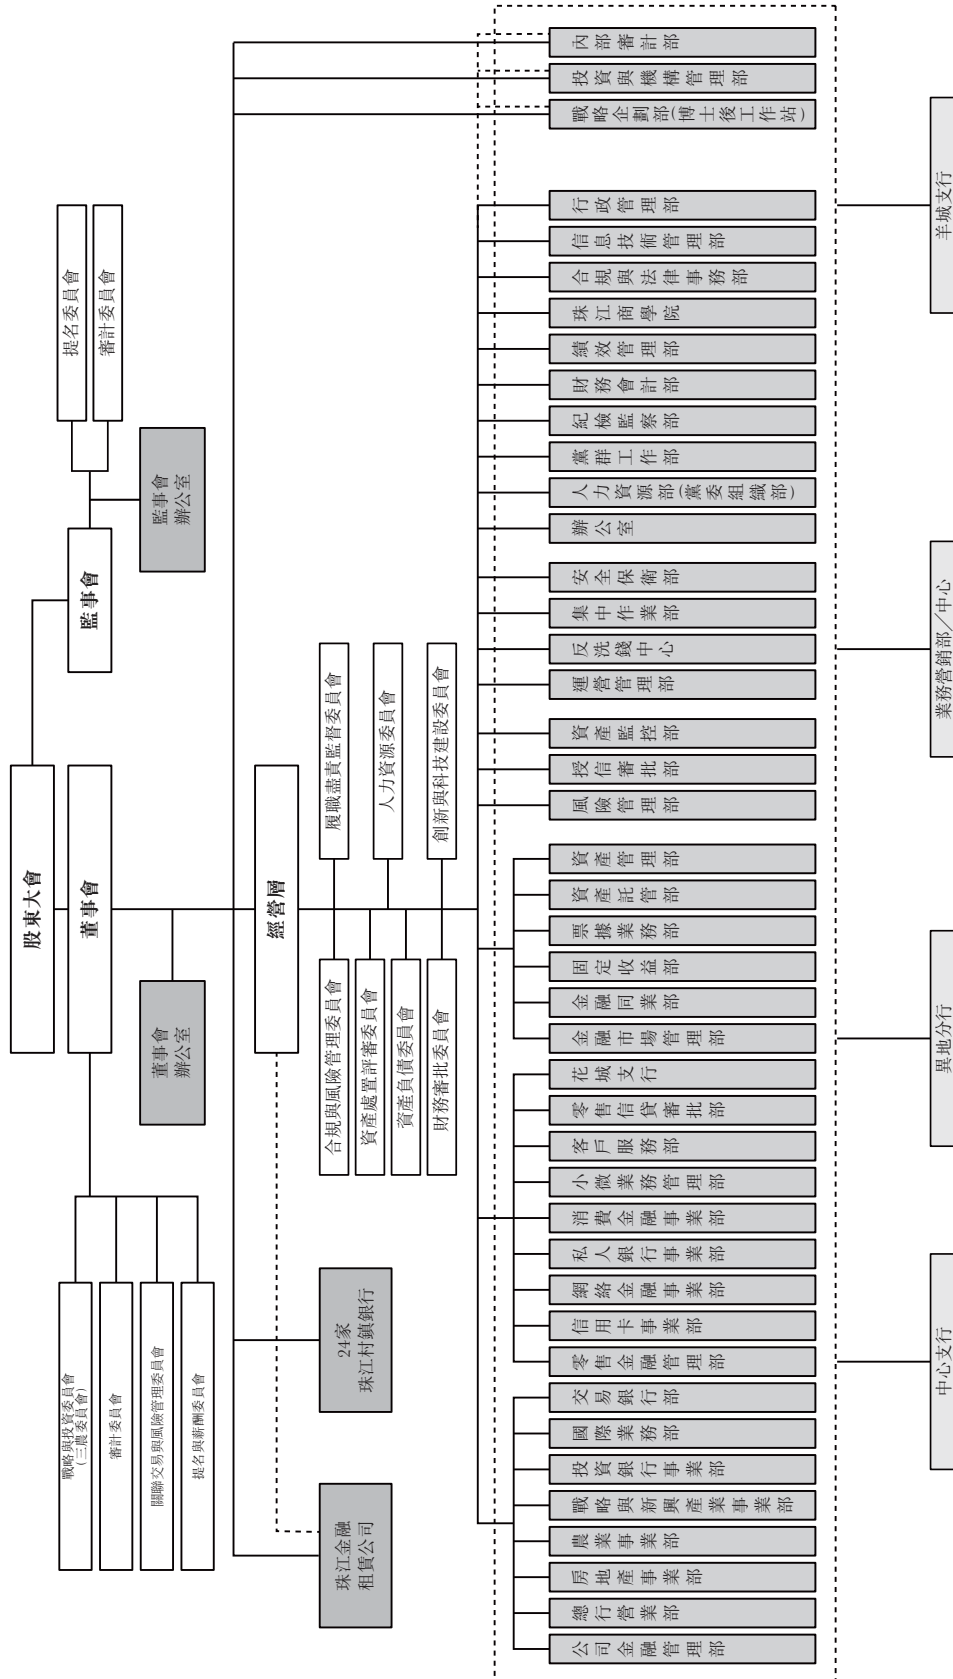 股東大會
董事會
監事會
提名委員會
審計委員會
監事會
辦公室
董事會
辦公室
戰略與投資委員會
(三農委員會)
審計委員會
關聯交易與風險管理委員會
提名與薪酬委員會
經營層
珠江金融
租賃公司
24家
珠江村鎮銀行
合規與風險管理委員會
資產處置評審委員會
資產負債委員會
財務審批委員會
履職盡責監督委員會
人力資源委員會
創新與科技建設委員會
公司金融管理部
總行營業部
房地產事業部
農業事業部
戰略與新興產業事業部
投資銀行事業部
國際業務部
交易銀行部
零售金融管理部
信用卡事業部
網絡金融事業部
私人銀行事業部
消費金融事業部
小微業務管理部
客戶服務部
零售信貸審批部
花城支行
金融市場管理部
金融同業部
固定收益部
票據業務部
資產託管部
資產管理部
風險管理部
授信審批部
資產監控部
運營管理部
反洗錢中心
集中作業部
安全保衛部
辦公室
人力資源部(黨委組織部)
黨群工作部
紀檢監察部
財務會計部
績效管理部
珠江商學院
合規與法律事務部
信息技術管理部
行政管理部
戰略企劃部(博士後工作站)
投資與機構管理部
內部審計部
中心支行
異地分行
業務營銷部／中心
羊城支行